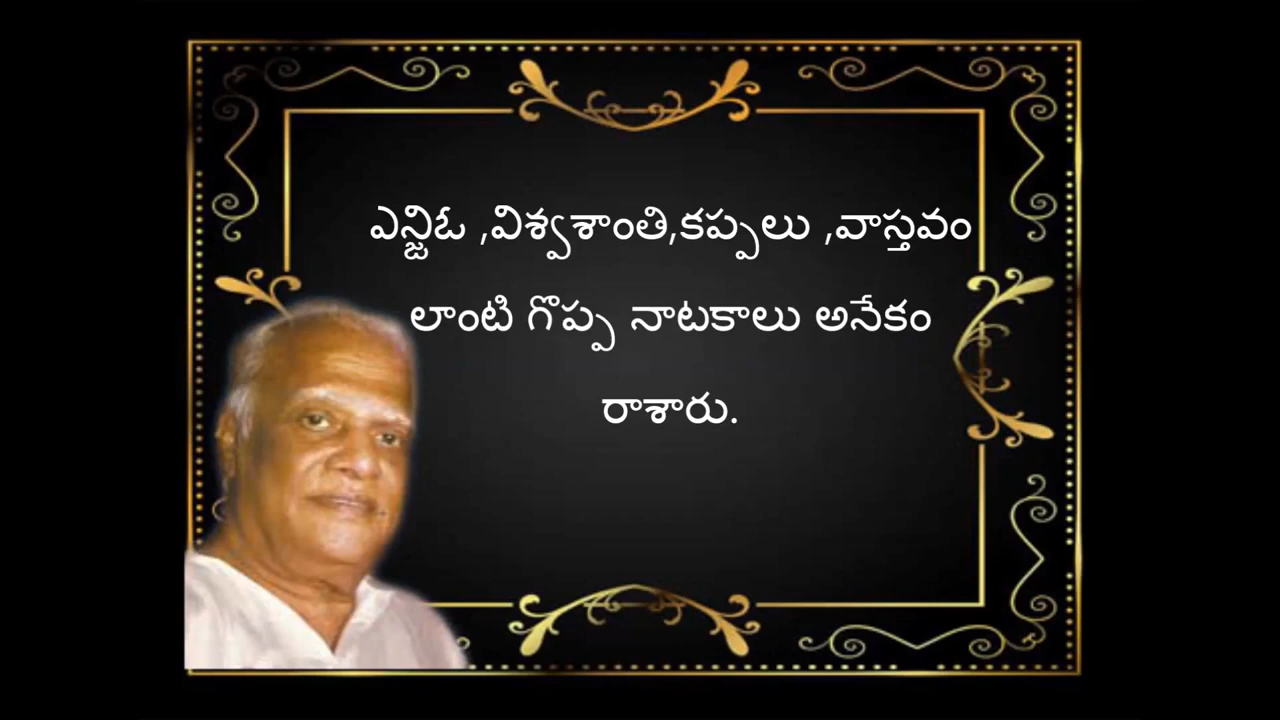 ఎన్జిఓ ,విశ్వశాంతి,కప్పలు ,వాస్తవం
లాంటి గొప్ప నాటకాలు అనేకం
రాశారు.